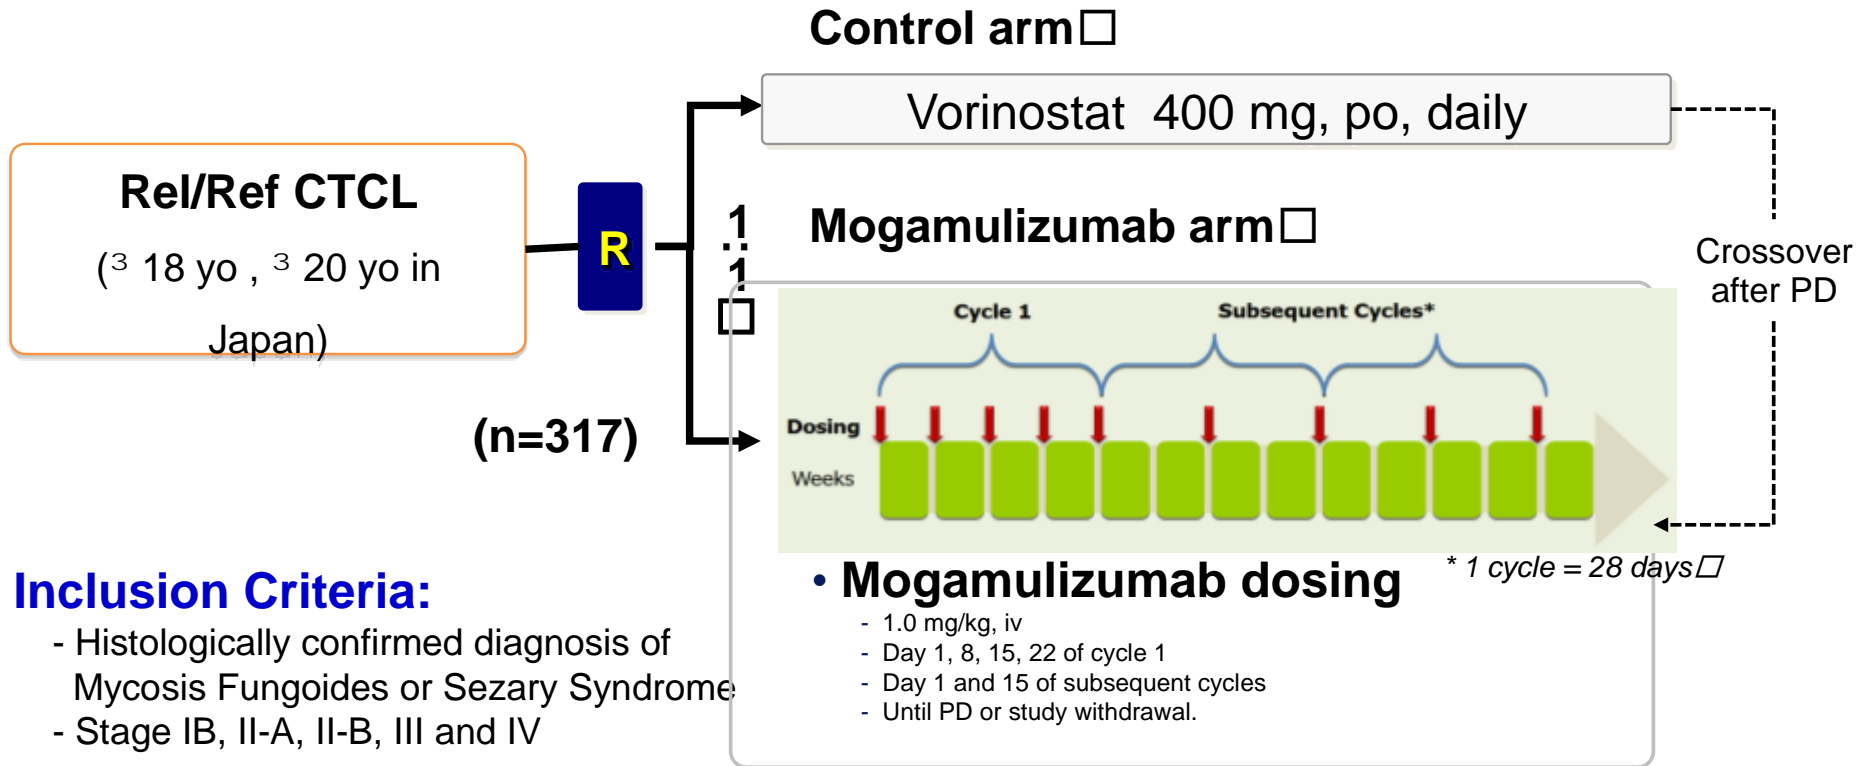 Control arm□
Vorinostat 400 mg, po, daily
Rel/Ref CTCL
(³ 18 yo , ³ 20 yo in
Japan)
R
1
:
1
□
Mogamulizumab arm□
Crossover
after PD
(n=317)
Cycle 1
Subsequent Cycles*
Dosing
Weeks
* 1 cycle = 28 days□
• Mogamulizumab dosing
- 1.0 mg/kg, iv
- Day 1, 8, 15, 22 of cycle 1
- Day 1 and 15 of subsequent cycles
- Until PD or study withdrawal.
Inclusion Criteria:
- Histologically confirmed diagnosis of
Mycosis Fungoides or Sezary Syndrome
- Stage IB, II-A, II-B, III and IV